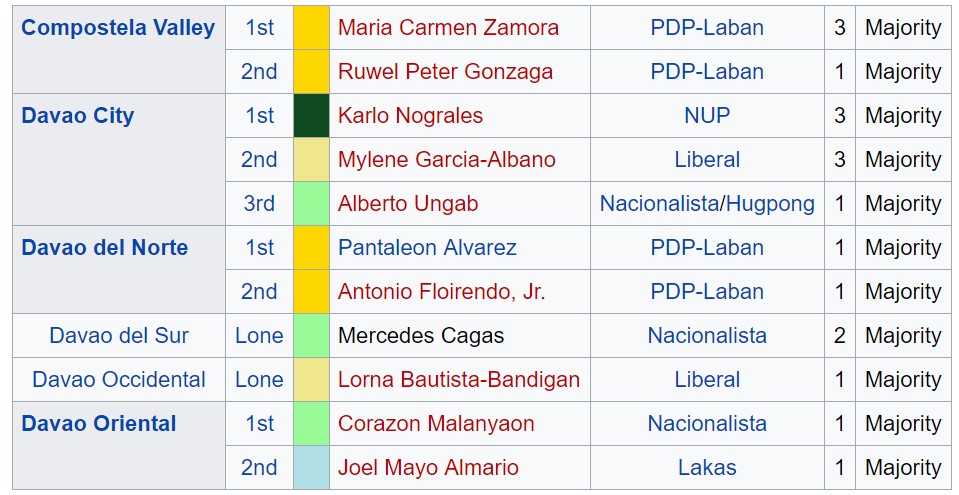 Compostela Valley 1st Maria Carmen Zamora PDP-Laban 3 Majority
2nd Ruwel Peter Gonzaga PDP-Laban 1 Majority
Davao City 1st Karlo Nograles NUP 3 Majority
2nd Mylene Garcia-Albano Liberal 3 Majority
3rd Alberto Ungab Nacionalista/Hugpong 1 Majority
Davao del Norte 1st Pantaleon Alvarez PDP-Laban 1 Majority
2nd Antonio Floirendo, Jr. PDP-Laban 1 Majority
Davao del Sur Lone Mercedes Cagas Nacionalista 2 Majority
Davao Occidental Lone Lorna Bautista-Bandigan Liberal 1 Majority
Davao Oriental 1st Corazon Malanyaon Nacionalista 1 Majority
2nd Joel Mayo Almario Lakas 1 Majority